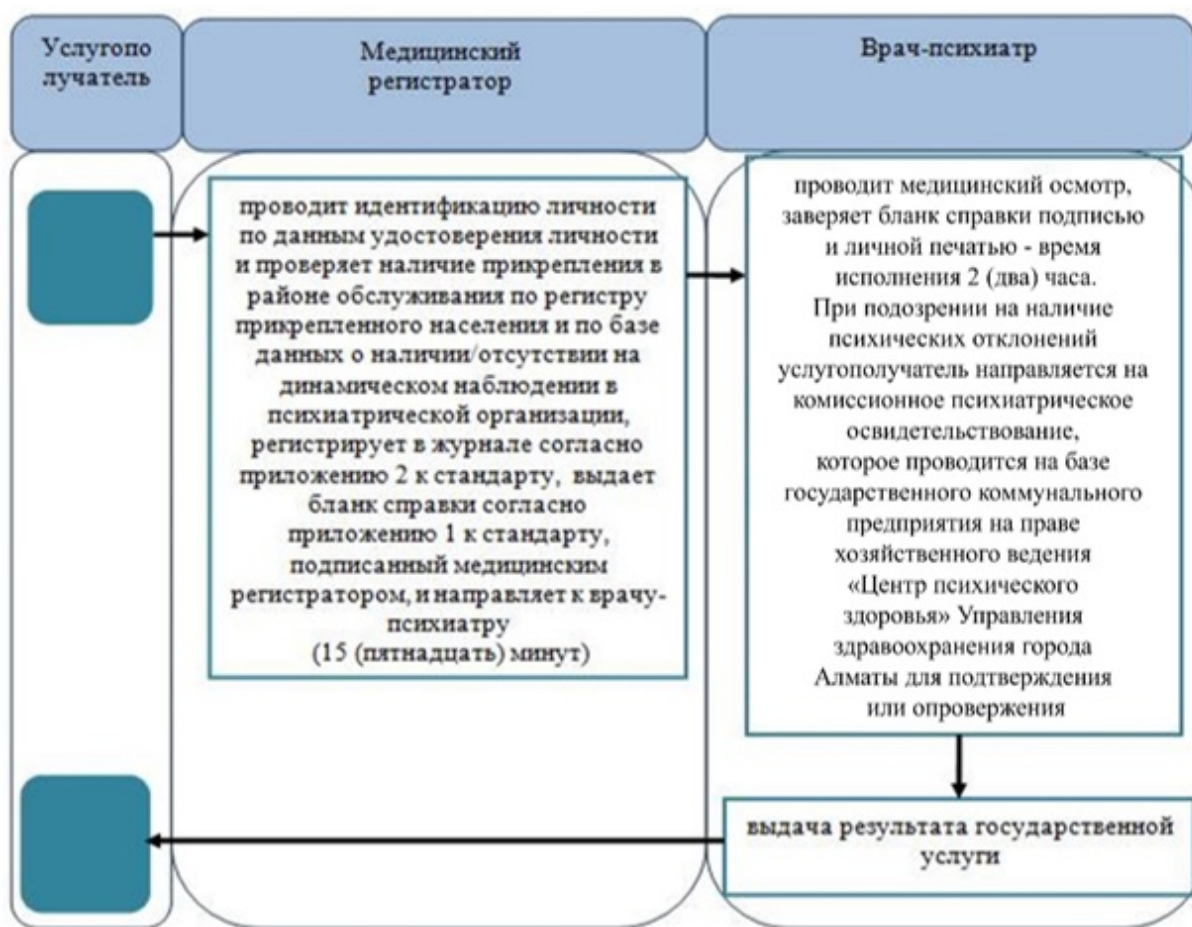 Услугопо
лучатель
Медицинский
регистратор
Врач-психиатр
проводит идентификацию личности
по данным удостоверения личности
и проверяет наличие прикрепления в
районе обслуживания по регистру
прикрепленного населения и по базе
данных о наличии/отсутствии на
динамическом наблюдении в
психиатрической организации,
регистрирует в журнале согласно
приложению 2 к стандарту, выдает
бланк справки согласно
приложению 1 к стандарту,
подписанный медицинским
регистратором, и направляет к врачу-
психиатру
(15 (пятнадцать) минут)
проводит медицинский осмотр,
заверяет бланк справки подписью
и личной печатью - время
исполнения 2 (два) часа.
При подозрении на наличие
психических отклонений
услугополучатель направляется на
комиссионное психиатрическое
освидетельствование,
которое проводится на базе
государственного коммунального
предприятия на праве
хозяйственного ведения
«Центр психического
здоровья» Управления
здравоохранения города
Алматы для подтверждения
или опровержения
выдача результата государственной
услуги